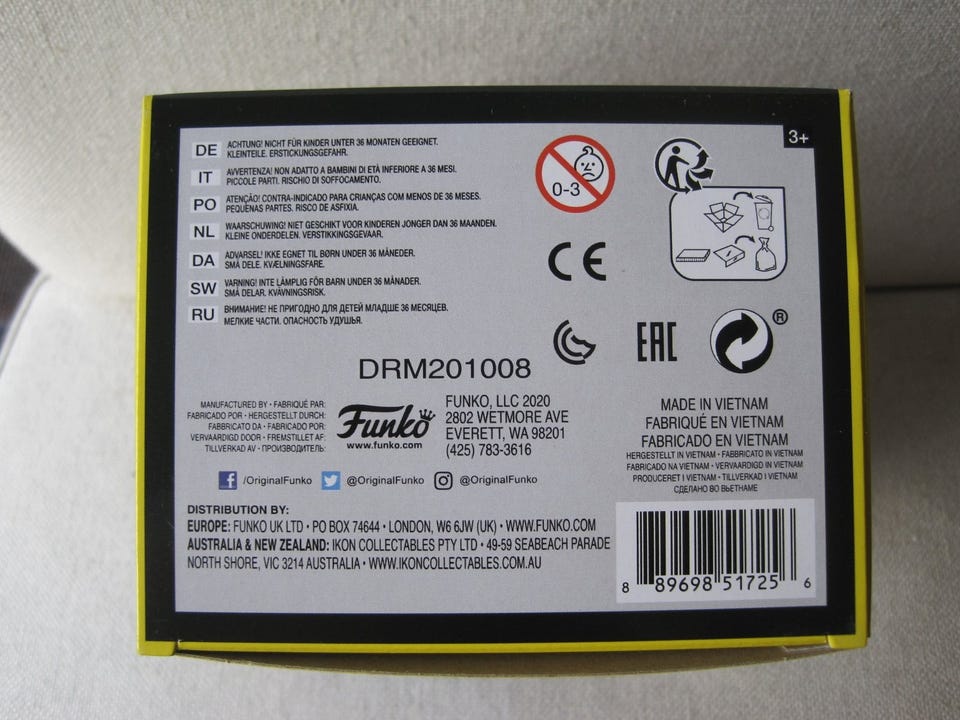 3+
DE ACHTUNG! NICHT FÜR KINDER UNTER 36 MONATEN GEEIGNET.
KLEINTEILE. ERSTICKUNGSGEFAHR.
IT AVVERTENZA! NON ADATTO A BAMBINI DI ETÀ INFERIORE A 36 MESI.
PICCOLE PARTI. RISCHIO DI SOFFOCAMENTO.
PO ATENÇÃO! CONTRA-INDICADO PARA CRIANÇAS COM MENOS DE 36 MESES.
PEQUENAS PARTES. RISCO DE ASFIXIA.
NL WAARSCHUWING! NIET GESCHIKT VOOR KINDEREN JONGER DAN 36 MAANDEN.
KLEINE ONDERDELEN. VERSTIKKINGSGEVAAR.
DA ADVARSEL! IKKE EGNET TIL BØRN UNDER 36 MÅNEDER.
SMÅ DELE. KVÆLNINGSFARE.
SW VARNING! INTE LÄMPLIG FÖR BARN UNDER 36 MÅNADER.
SMÅ DELAR. KVÄVNINGSRISK.
RU ВНИМАНИЕ! НЕ ПРИГОДНО ДЛЯ ДЕТЕЙ МЛАДШЕ 36 МЕСЯЦЕВ.
МЕЛКИЕ ЧАСТИ. ОПАСНОСТЬ УДУШЬЯ.
0-3
CE
EAC
®
DRM201008
MANUFACTURED BY • FABRIQUÉ PAR:
FABRICADO POR • HERGESTELLT DURCH:
FABBRICATO DA • FABRICADO POR:
VERVAARDIGD DOOR • FREMSTILLET AF:
TILLVERKAD AV • ПРОИЗВОДИТЕЛЬ:
Funko
www.funko.com
FUNKO, LLC 2020
2802 WETMORE AVE
EVERETT, WA 98201
(425) 783-3616
MADE IN VIETNAM
FABRIQUÉ EN VIETNAM
FABRICADO EN VIETNAM
HERGESTELLT IN VIETNAM • FABBRICATO IN VIETNAM
FABRICADO NA VIETNAM • VERVAARDIGD IN VIETNAM
PRODUCERET I VIETNAM • TILLVERKAD I VIETNAM
СДЕЛАНО ВО ВЬЕТНАМЕ
/OriginalFunko @OriginalFunko @OriginalFunko
DISTRIBUTION BY:
EUROPE: FUNKO UK LTD • PO BOX 74644 • LONDON, W6 6JW (UK) • WWW.FUNKO.COM
AUSTRALIA & NEW ZEALAND: IKON COLLECTABLES PTY LTD • 49-59 SEABEACH PARADE
NORTH SHORE, VIC 3214 AUSTRALIA • WWW.IKONCOLLECTABLES.COM.AU
8 89698 51725 6